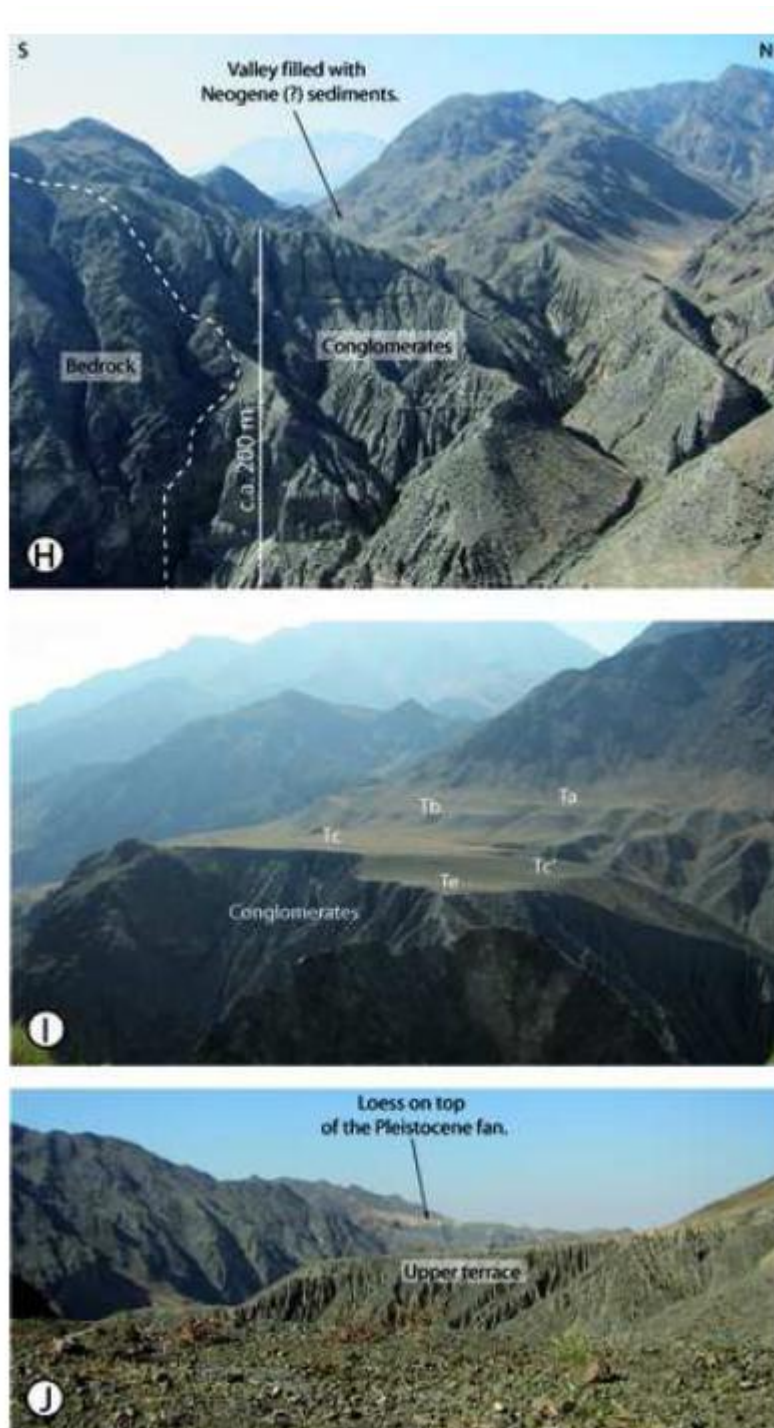 S
N
Valley filled with
Neogene (?) sediments.
Bedrock
Conglomerates
c.a. 200 m
H
Tb
Ta
Tc
Tc'
Te
Conglomerates
I
Loess on top
of the Pleistocene fan.
Upper terrace
J